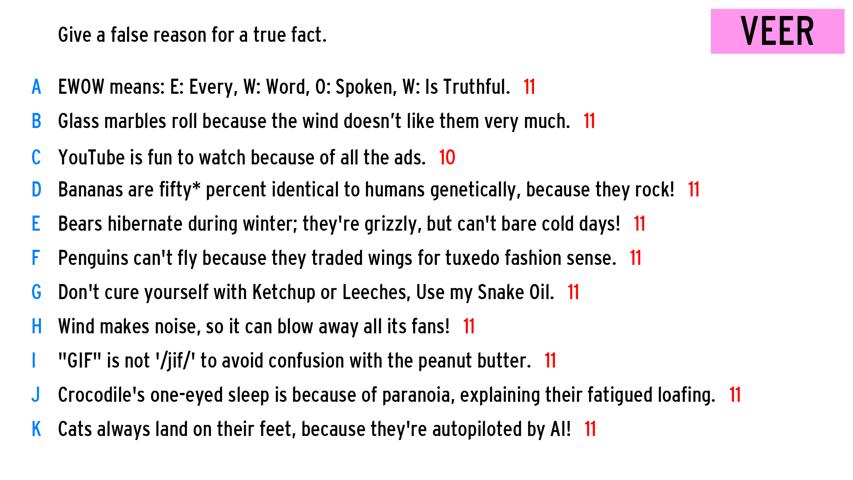 Give a false reason for a true fact.
VEER
A EWOW means: E: Every, W: Word, O: Spoken, W: Is Truthful. 11
B Glass marbles roll because the wind doesn't like them very much. 11
C YouTube is fun to watch because of all the ads. 10
D Bananas are fifty* percent identical to humans genetically, because they rock! 11
E Bears hibernate during winter; they're grizzly, but can't bare cold days! 11
F Penguins can't fly because they traded wings for tuxedo fashion sense. 11
G Don't cure yourself with Ketchup or Leeches, Use my Snake Oil. 11
H Wind makes noise, so it can blow away all its fans! 11
I "GIF" is not '/jif/' to avoid confusion with the peanut butter. 11
J Crocodile's one-eyed sleep is because of paranoia, explaining their fatigued loafing. 11
K Cats always land on their feet, because they're autopiloted by AI! 11